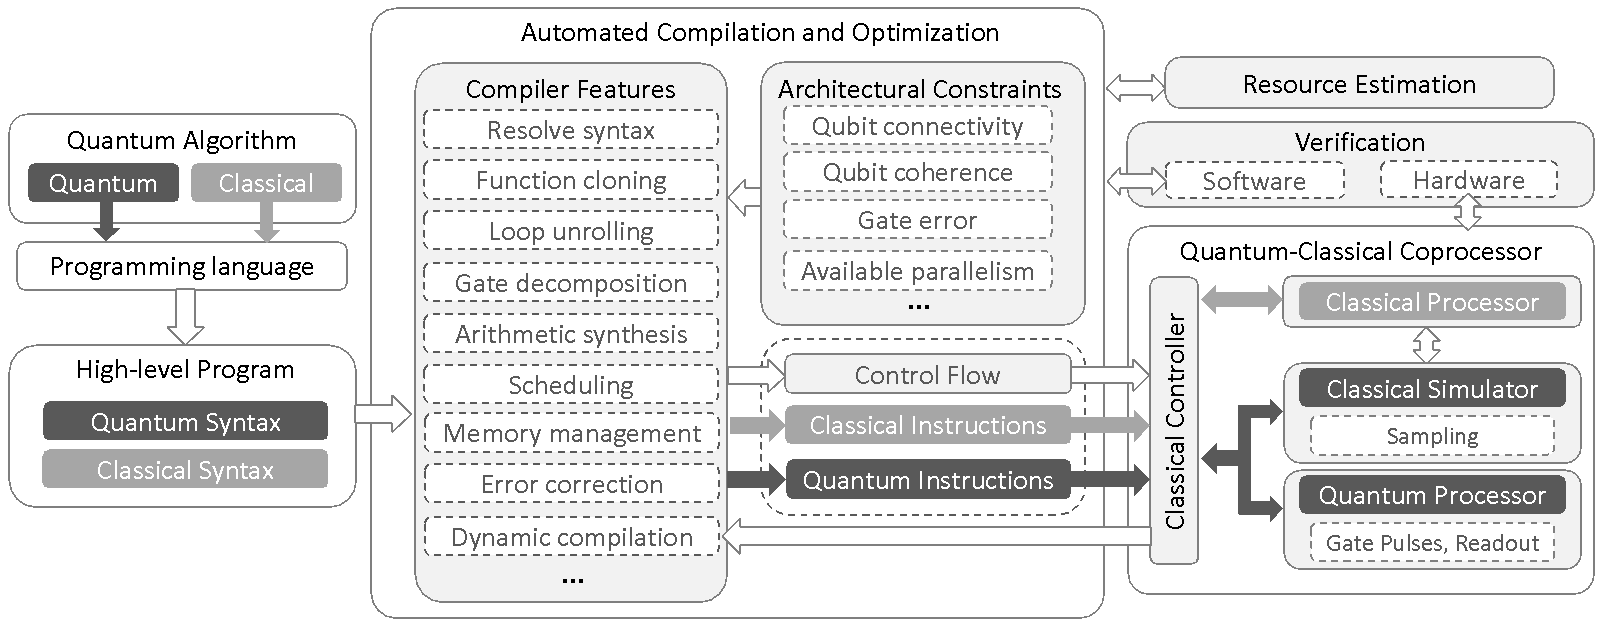 Automated Compilation and Optimization
Quantum Algorithm
Quantum
Classical
Programming language
High-level Program
Quantum Syntax
Classical Syntax
Compiler Features
Resolve syntax
Function cloning
Loop unrolling
Gate decomposition
Arithmetic synthesis
Scheduling
Memory management
Error correction
Dynamic compilation
...
Architectural Constraints
Qubit connectivity
Qubit coherence
Gate error
Available parallelism
...
Control Flow
Classical Instructions
Quantum Instructions
Resource Estimation
Verification
Software
Hardware
Quantum-Classical Coprocessor
Classical Controller
Classical Processor
Classical Simulator
Sampling
Quantum Processor
Gate Pulses, Readout